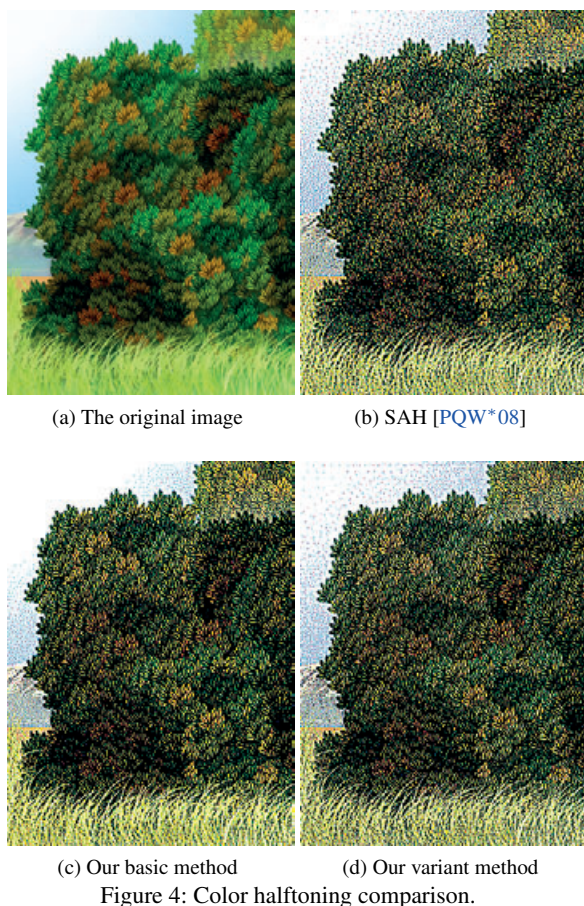 (a) The original image
(b) SAH [PQW*08]
(c) Our basic method
(d) Our variant method
Figure 4: Color halftoning comparison.